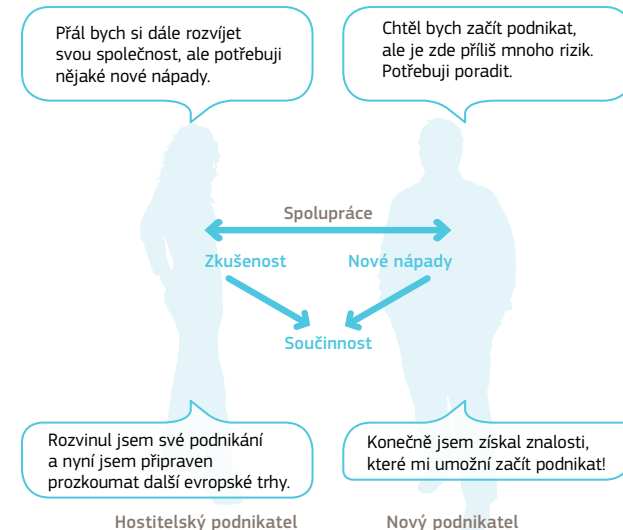 Přál bych si dále rozvíjet
svou společnost, ale potřebuji
nějaké nové nápady.
Chtěl bych začít podnikat,
ale je zde příliš mnoho rizik.
Potřebuji poradit.
Spolupráce
Zkušenost
Nové nápady
Součinnost
Rozvinul jsem své podnikání
a nyní jsem připraven
prozkoumat další evropské trhy.
Konečně jsem získal znalosti,
které mi umožní začít podnikat!
Hostitelský podnikatel
Nový podnikatel